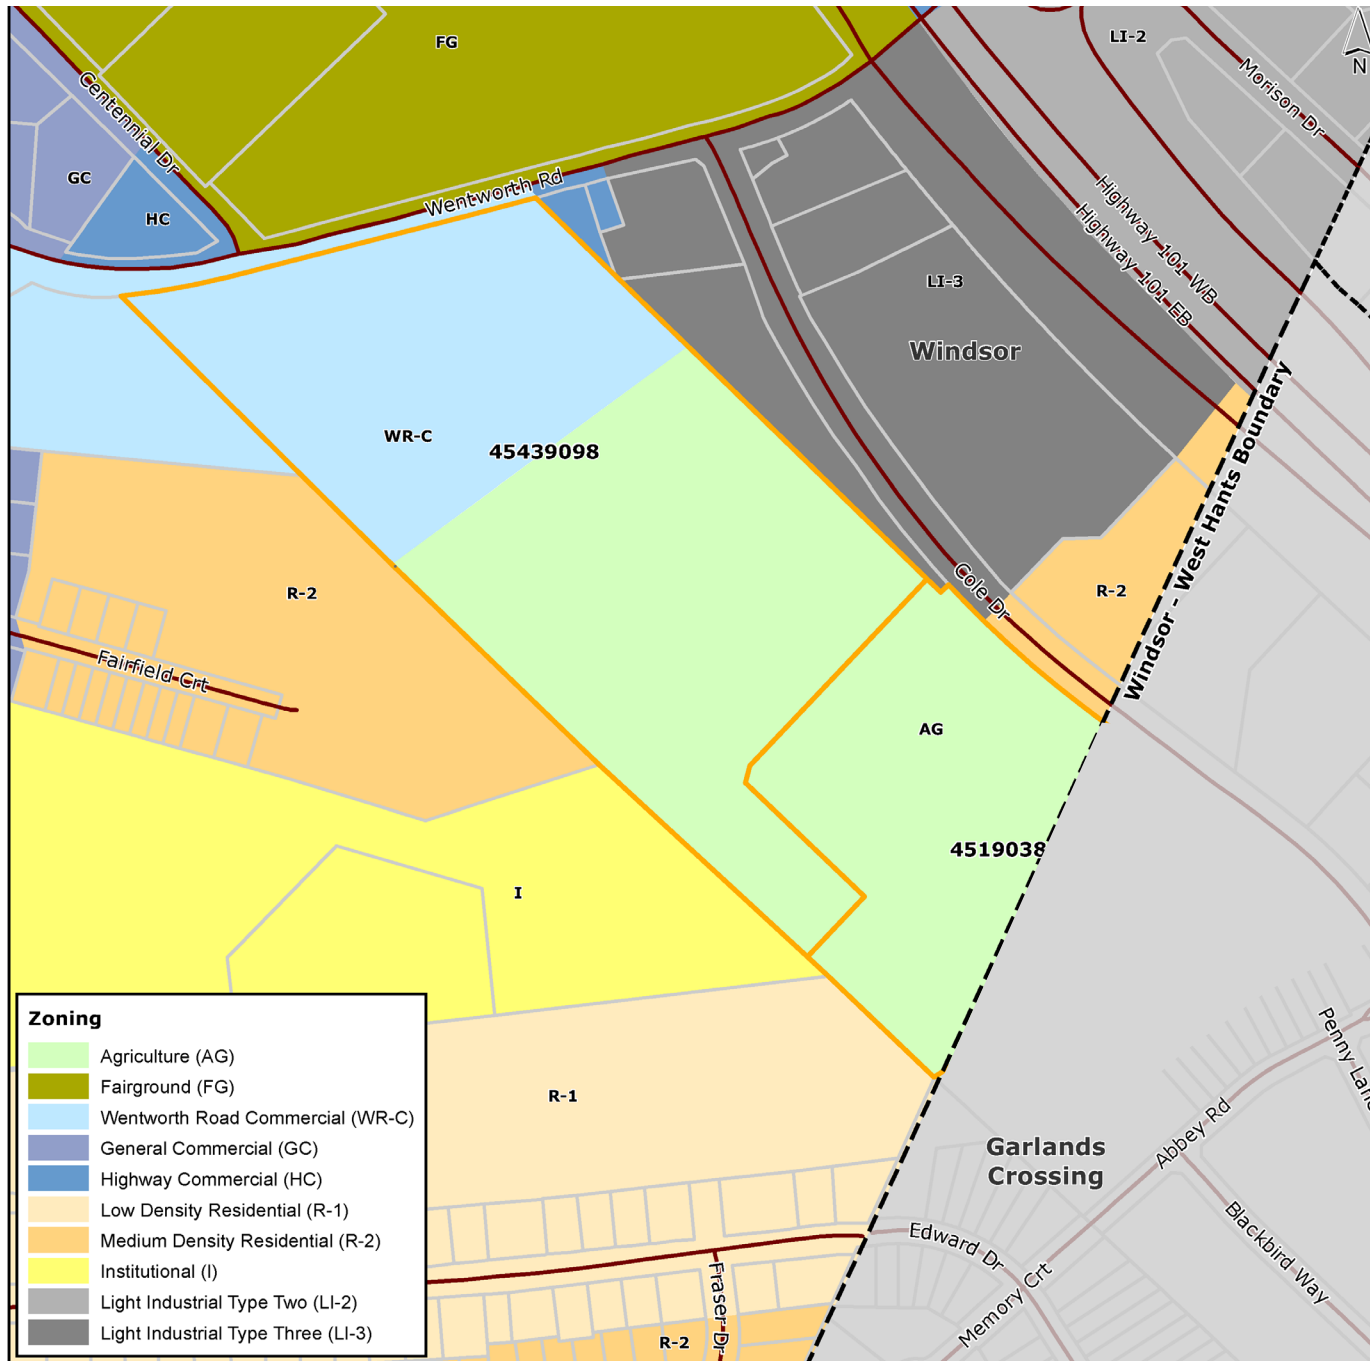 FG
LI-2
N
Morison Dr
Centennial Dr
GC
HC
Wentworth Rd
Highway 101 WB
Highway 101 EB
LI-3
Windsor
WR-C
45439098
Windsor - West Hants Boundary
R-2
Cole Dr
R-2
Fairfield Crt
AG
4519038
I
R-1
Garlands
Crossing
Penny Lane
Abbey Rd
Blackbird Way
Edward Dr
Memory Crt
Fraser Dr
R-2
Zoning
Agriculture (AG)
Fairground (FG)
Wentworth Road Commercial (WR-C)
General Commercial (GC)
Highway Commercial (HC)
Low Density Residential (R-1)
Medium Density Residential (R-2)
Institutional (I)
Light Industrial Type Two (LI-2)
Light Industrial Type Three (LI-3)